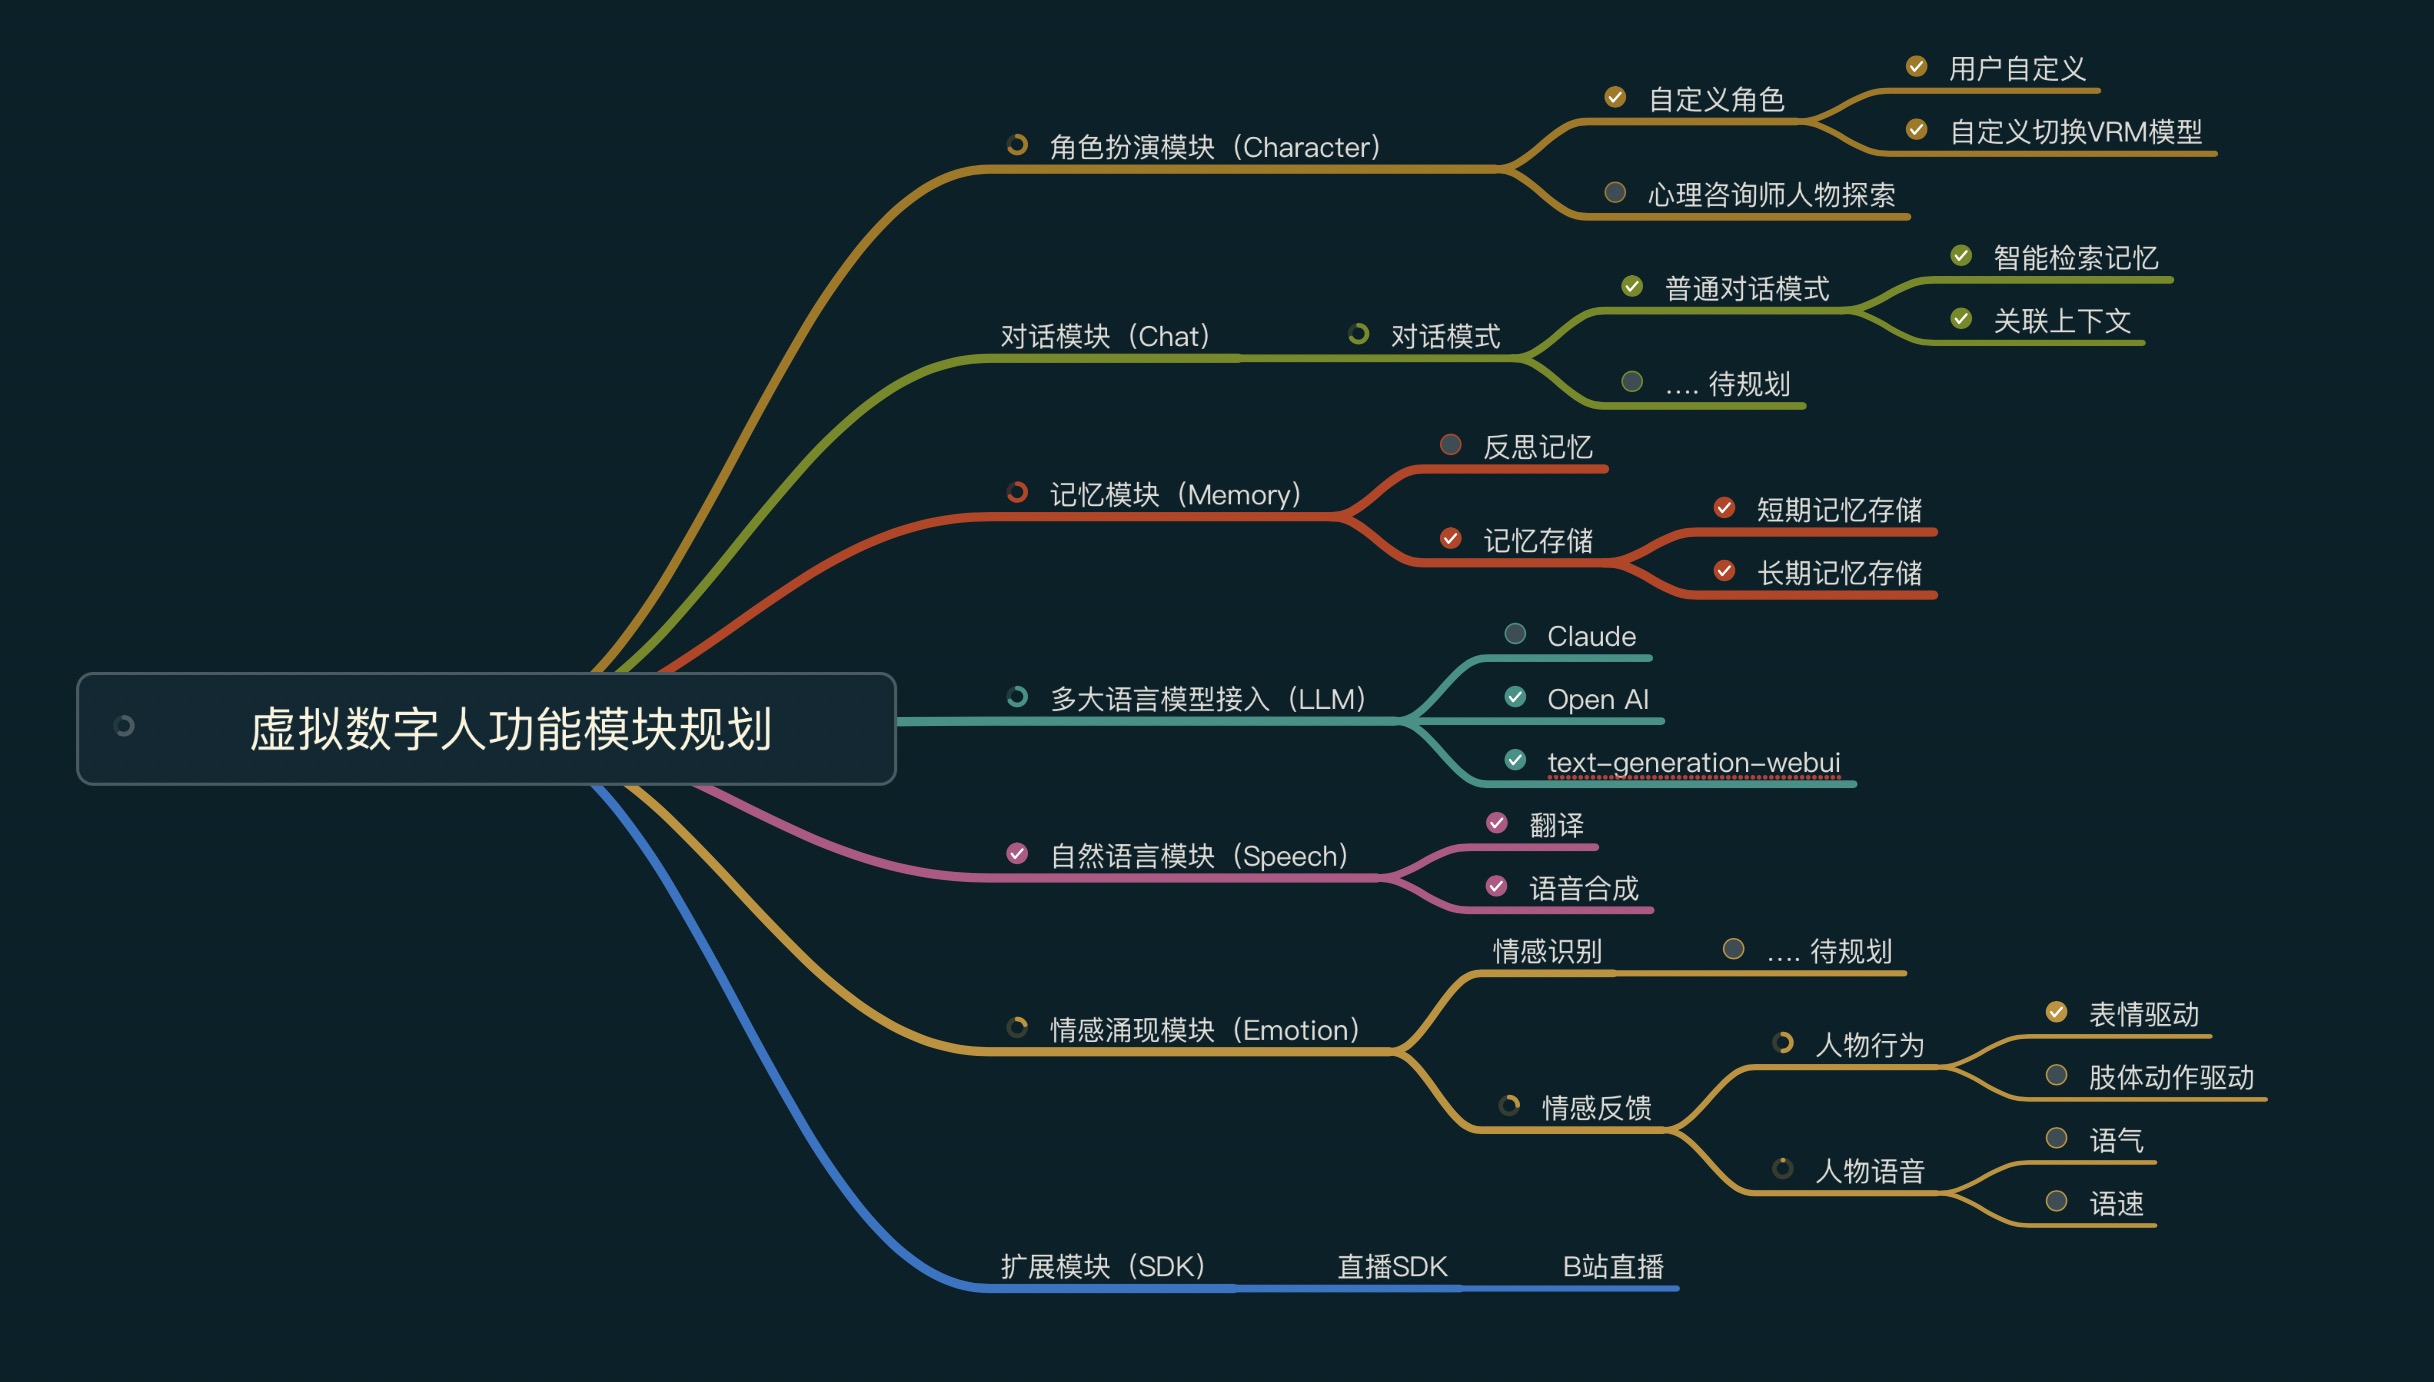 虚拟数字人功能模块规划
角色扮演模块（Character）
自定义角色
用户自定义
自定义切换VRM模型
心理咨询师人物探索
对话模块（Chat）
对话模式
普通对话模式
智能检索记忆
关联上下文
.... 待规划
记忆模块（Memory）
反思记忆
记忆存储
短期记忆存储
长期记忆存储
多大语言模型接入（LLM）
Claude
Open AI
text-generation-webui
自然语言模块（Speech）
翻译
语音合成
情感涌现模块（Emotion）
情感识别
.... 待规划
情感反馈
人物行为
表情驱动
肢体动作驱动
人物语音
语气
语速
扩展模块（SDK）
直播SDK
B站直播